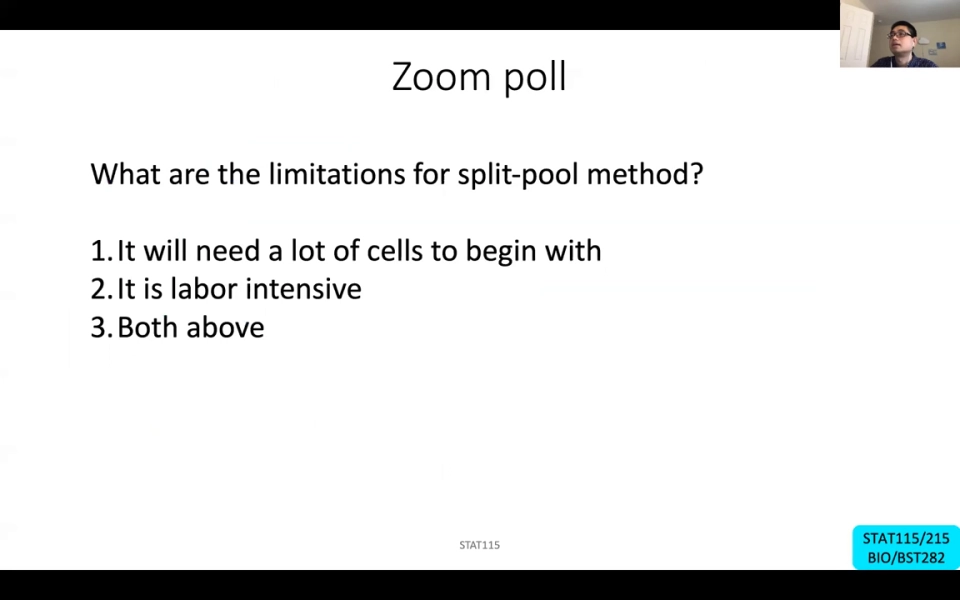 Zoom poll
What are the limitations for split-pool method?
1. It will need a lot of cells to begin with
2. It is labor intensive
3. Both above
STAT115
STAT115/215
BIO/BST282